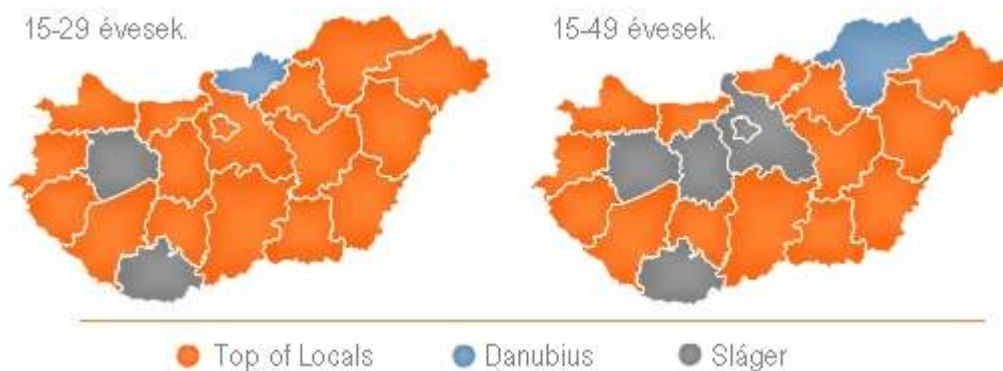 15-29 évesek.
15-49 évesek.
Top of Locals
Danubius
Sláger